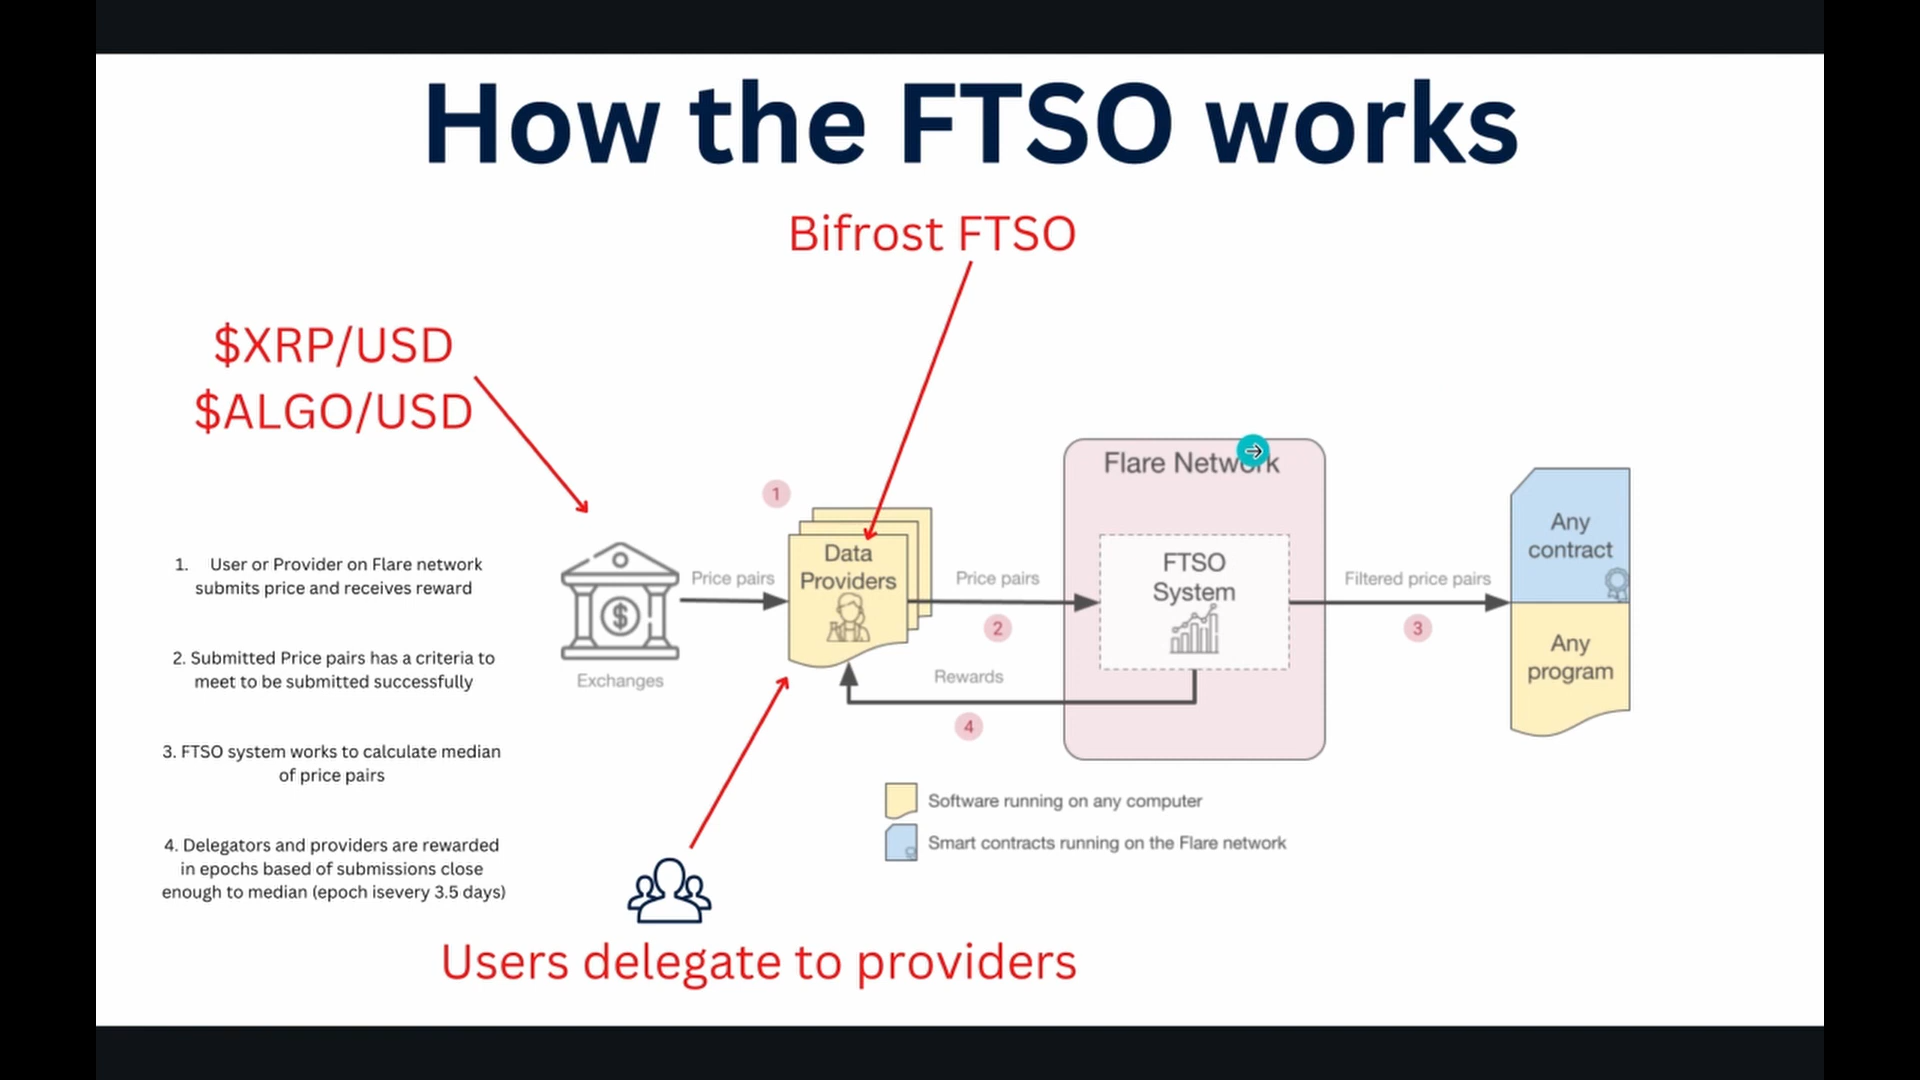 How the FTSO works
Bifrost FTSO
$XRP/USD
$ALGO/USD
1. User or Provider on Flare network
submits price and receives reward
2. Submitted Price pairs has a criteria to
meet to be submitted successfully
3. FTSO system works to calculate median
of price pairs
4. Delegators and providers are rewarded
in epochs based of submissions close
enough to median (epoch isevery 3.5 days)
$
Exchanges
Price pairs
1
Data
Providers
Price pairs
2
Rewards
4
Flare Network
FTSO
System
Filtered price pairs
3
Any
contract
Any
program
Software running on any computer
Smart contracts running on the Flare network
Users delegate to providers